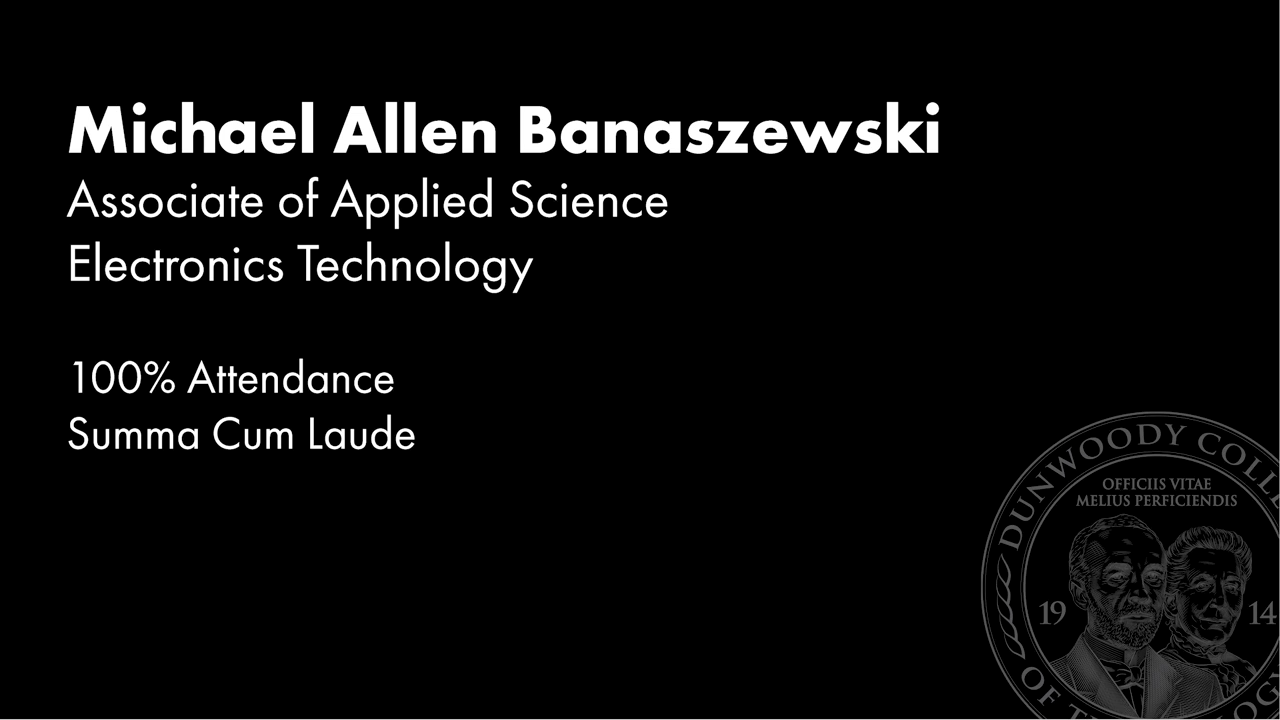 Michael Allen Banaszewski
Associate of Applied Science
Electronics Technology
100% Attendance
Summa Cum Laude
DUNWOODY COLLE
OFFICIIS VITAE
MELIUS PERFICIENDIS
19 14
OF T